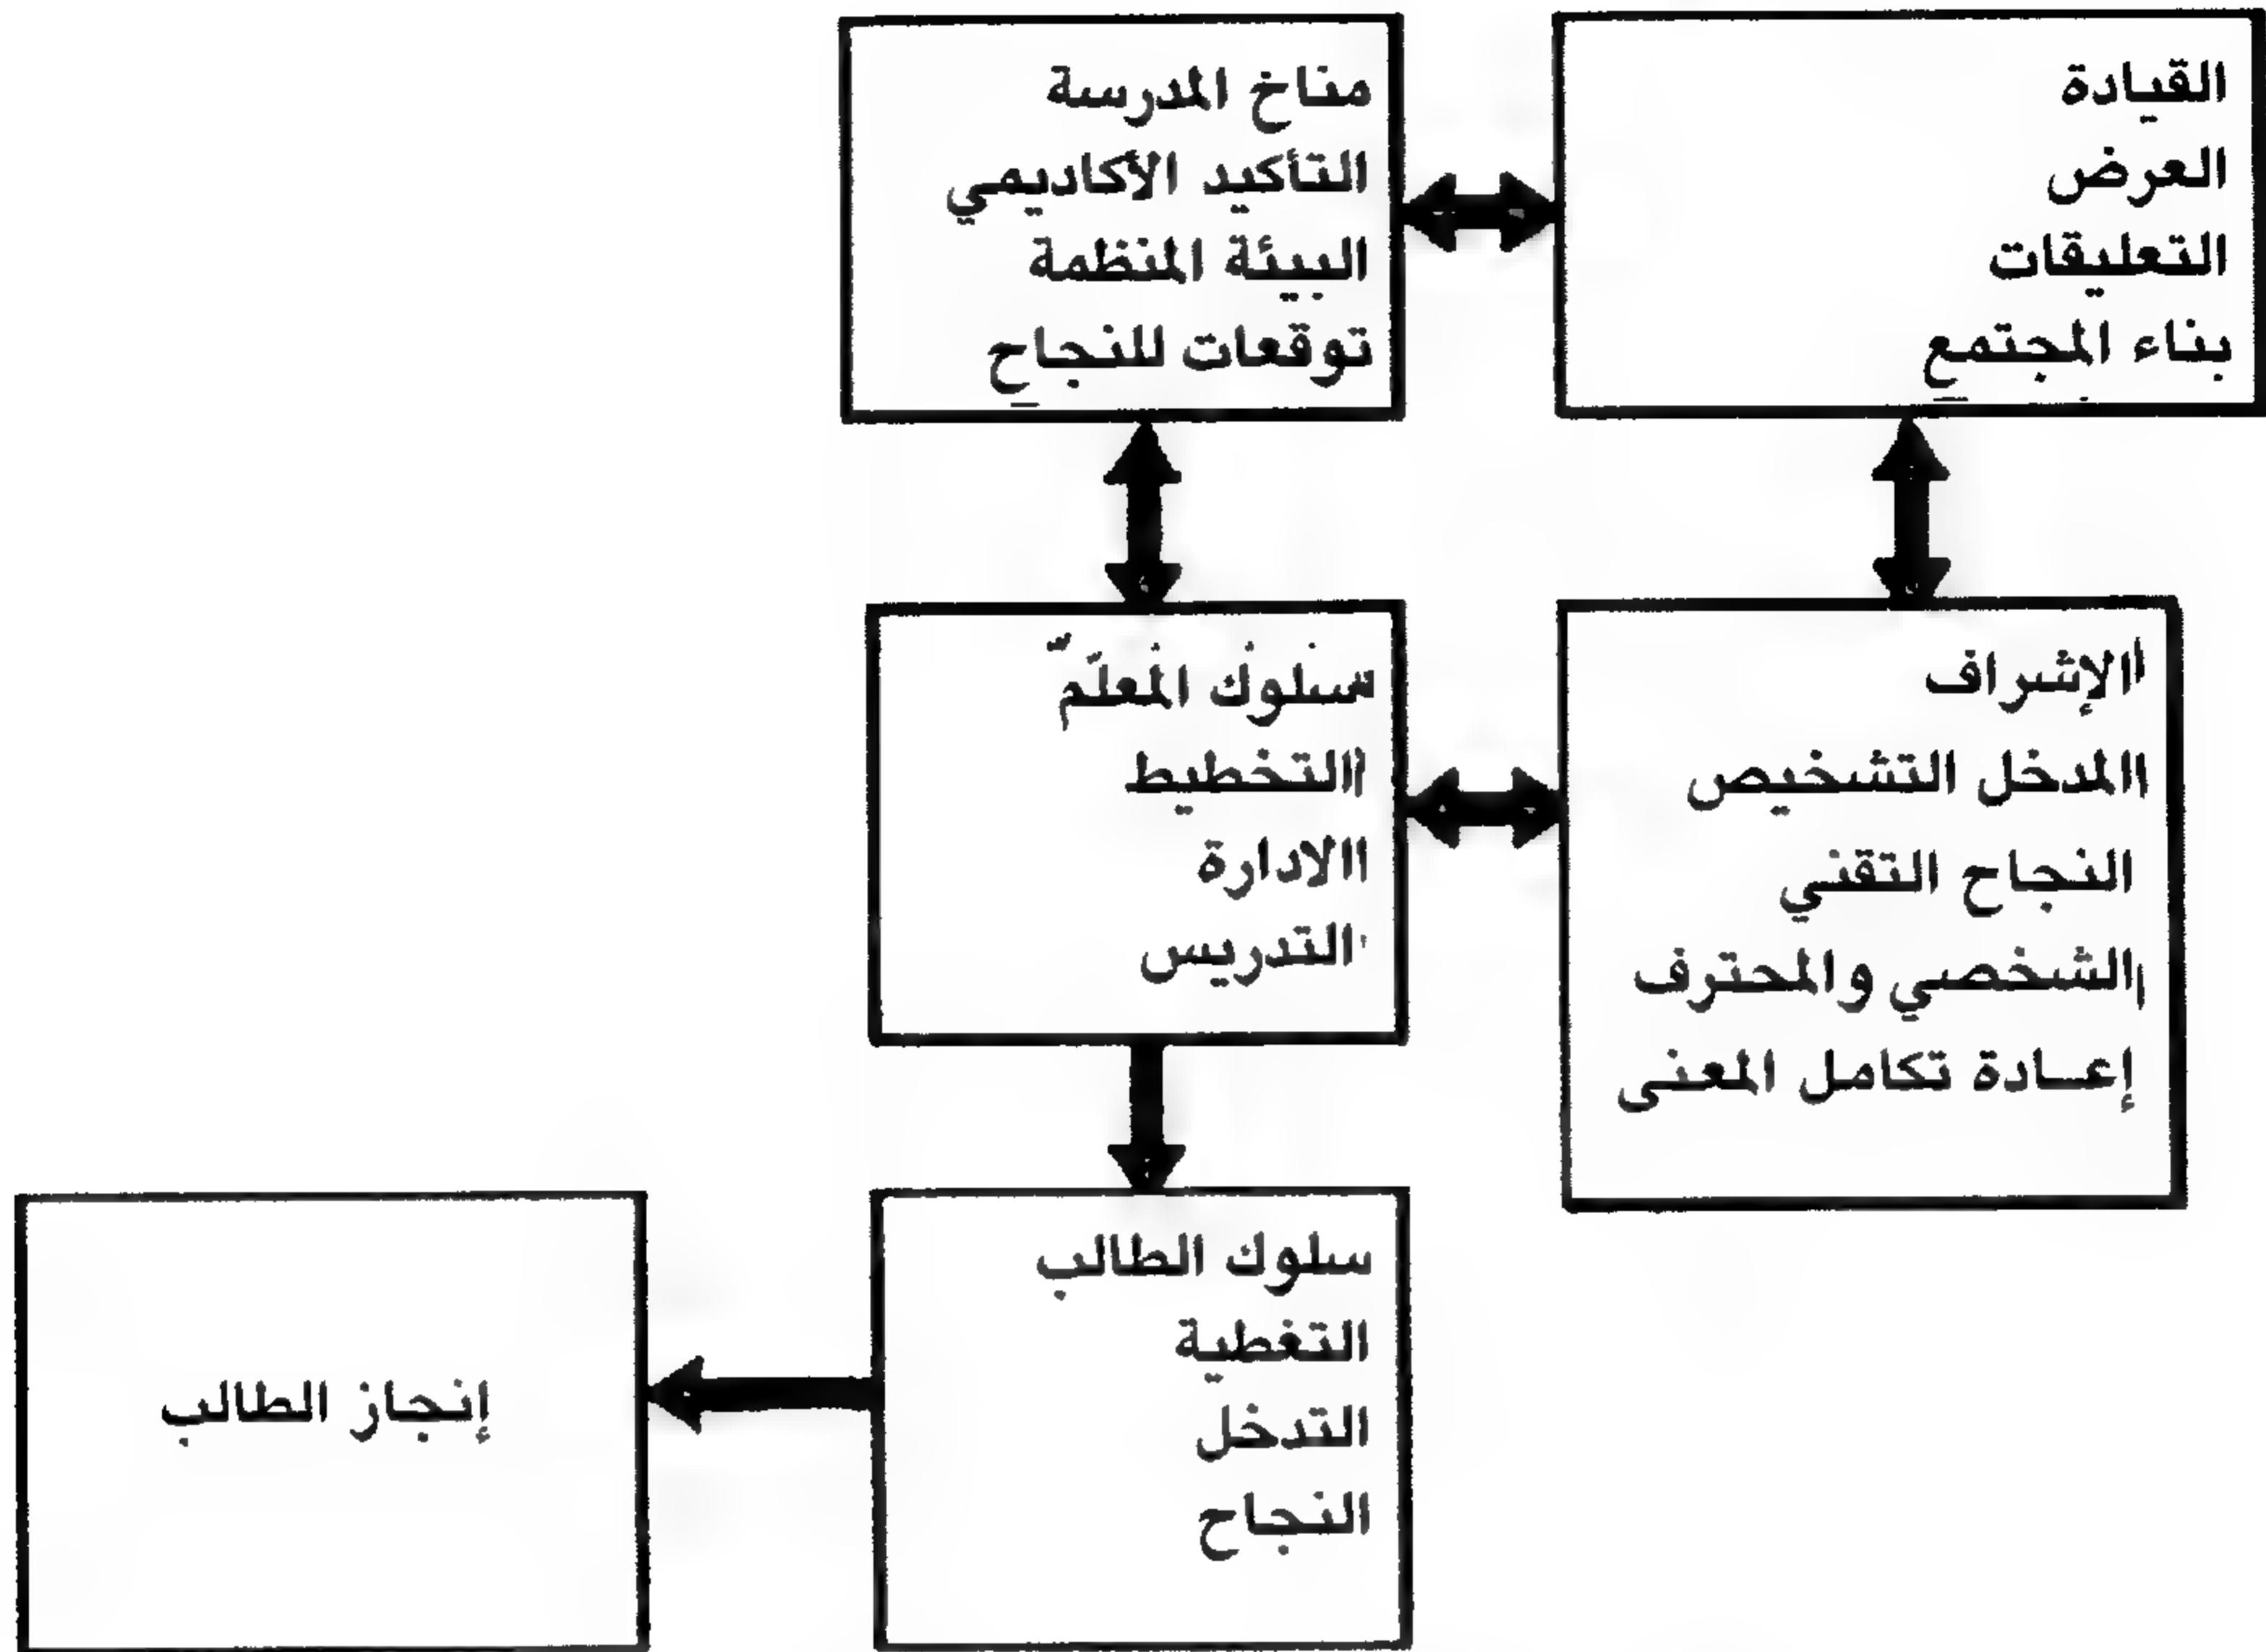 القيادة
العرض
التعليقات
بناء المجتمع
مناخ المدرسة
التأكيد الأكاديمي
البيئة المنظمة
توقعات للنجاح
الإشراف
المدخل التشخيص
النجاح التقني
الشخصي والمحترف
إعادة تكامل المعنى
سلوك المعلم
التخطيط
الادارة
التدريس
سلوك الطالب
التغطية
التدخل
النجاح
إنجاز الطالب